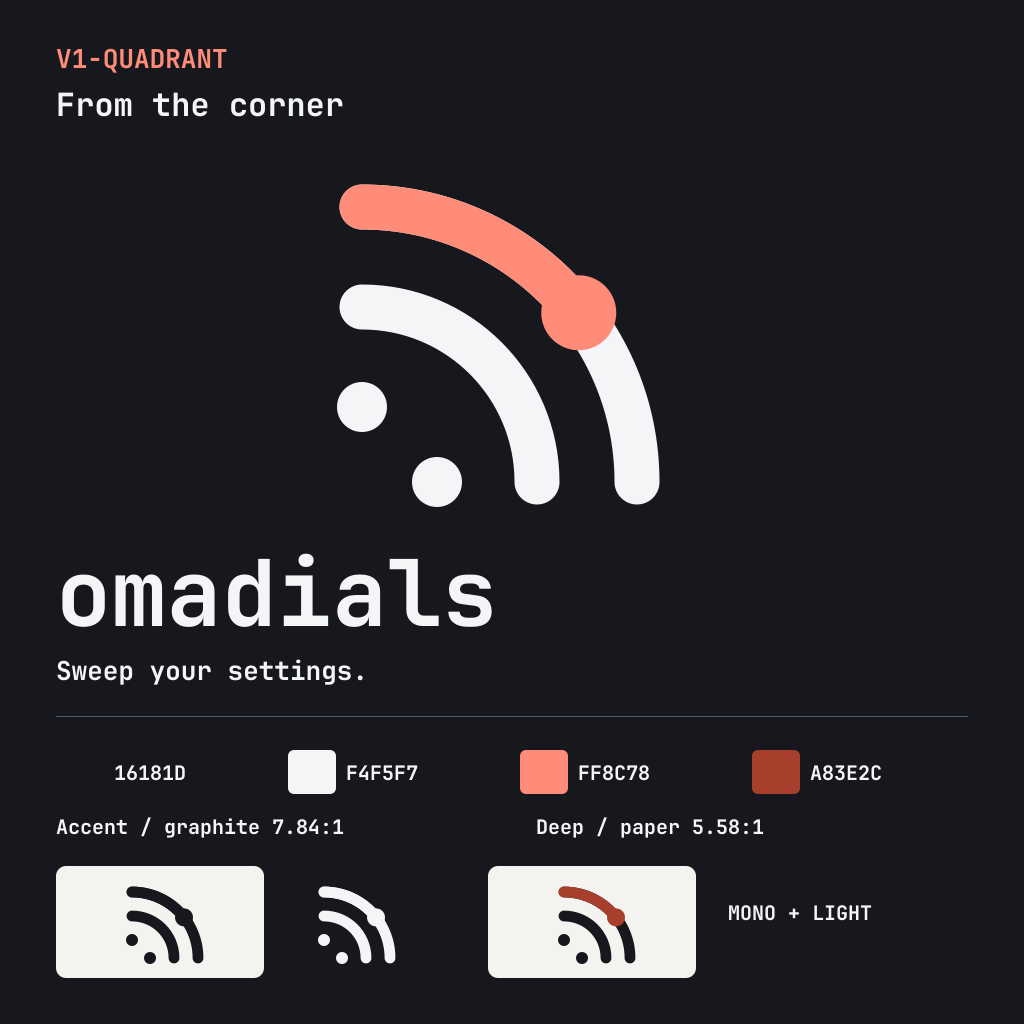 V1-QUADRANT
From the corner
omadials
Sweep your settings.
16181D F4F5F7 FF8C78 A83E2C
Accent / graphite 7.84:1 Deep / paper 5.58:1
MONO + LIGHT